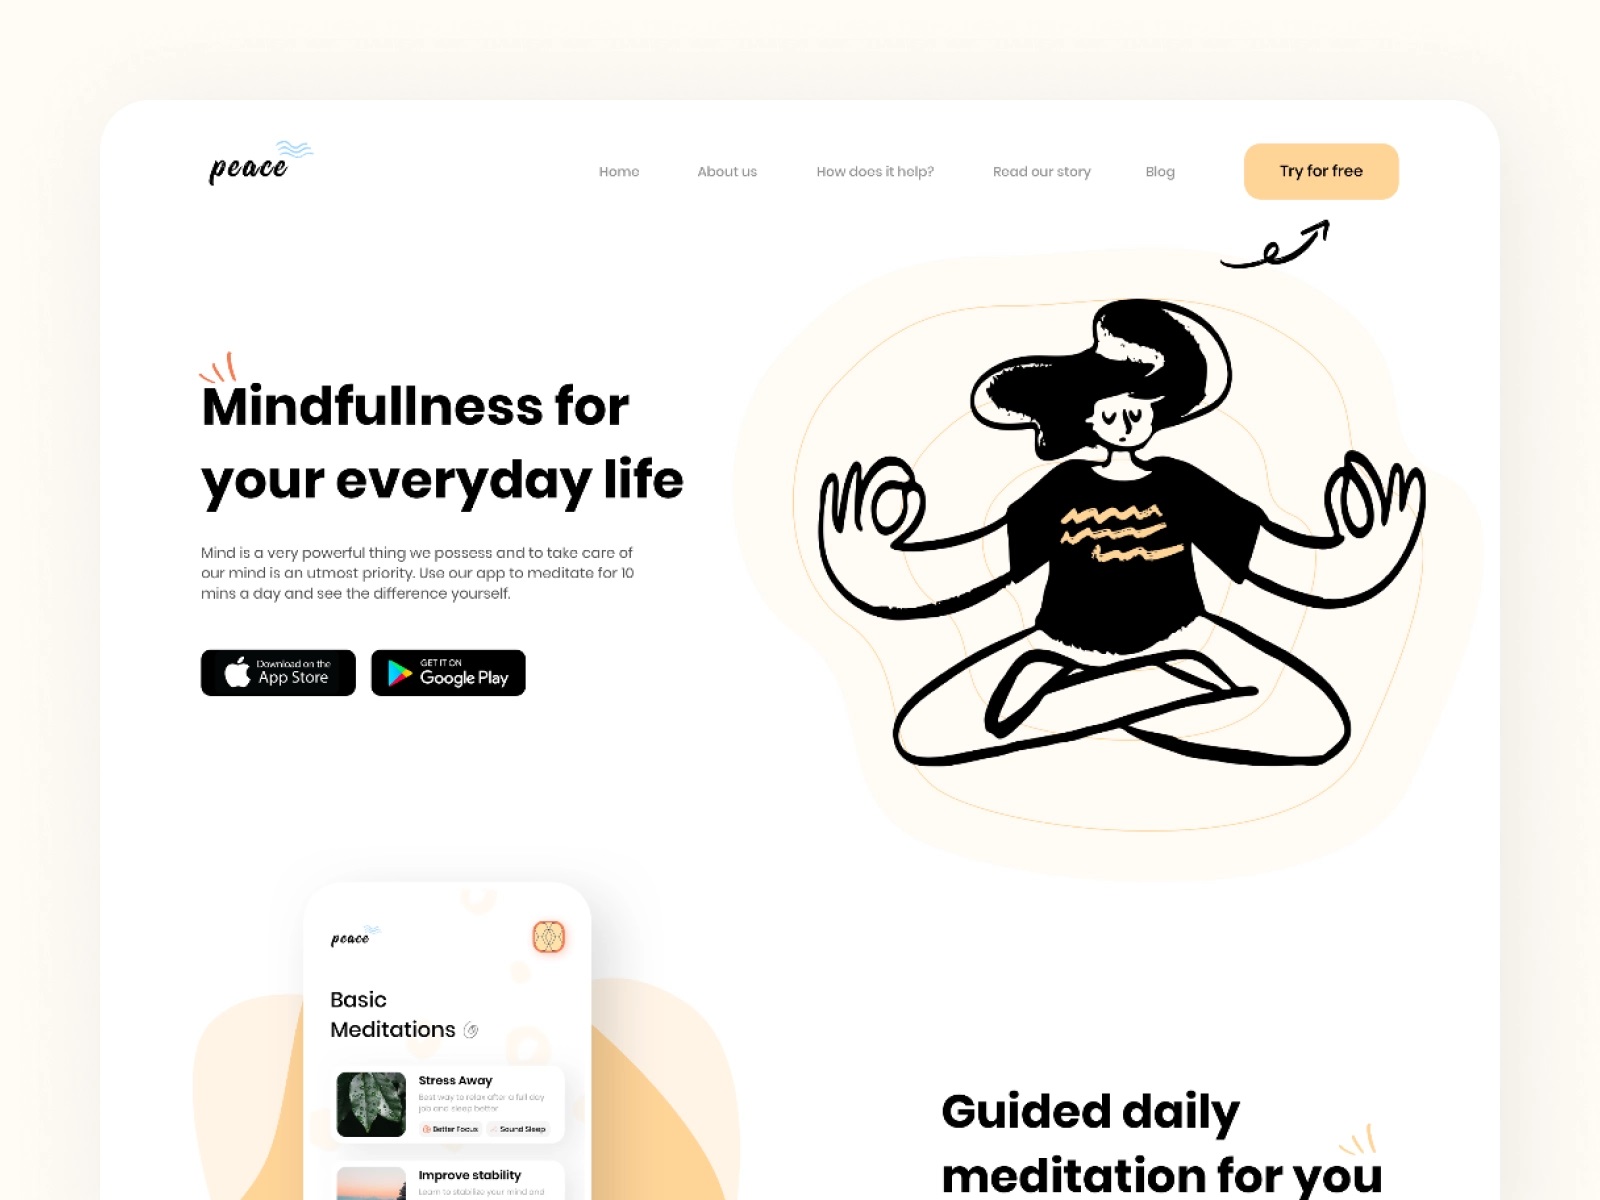 peace
Home
About us
How does it help?
Read our story
Blog
Try for free
Mindfullness for
your everyday life
Mind is a very powerful thing we possess and to take care of
our mind is an utmost priority. Use our app to meditate for 10
mins a day and see the difference yourself.
Download on the
App Store
GET IT ON
Google Play
peace
Basic
Meditations
Stress Away
Best way to relax after a full day
job and sleep better
Better Focus
Sound Sleep
Improve stability
Learn to stabilize your mind and
Guided daily
meditation for you